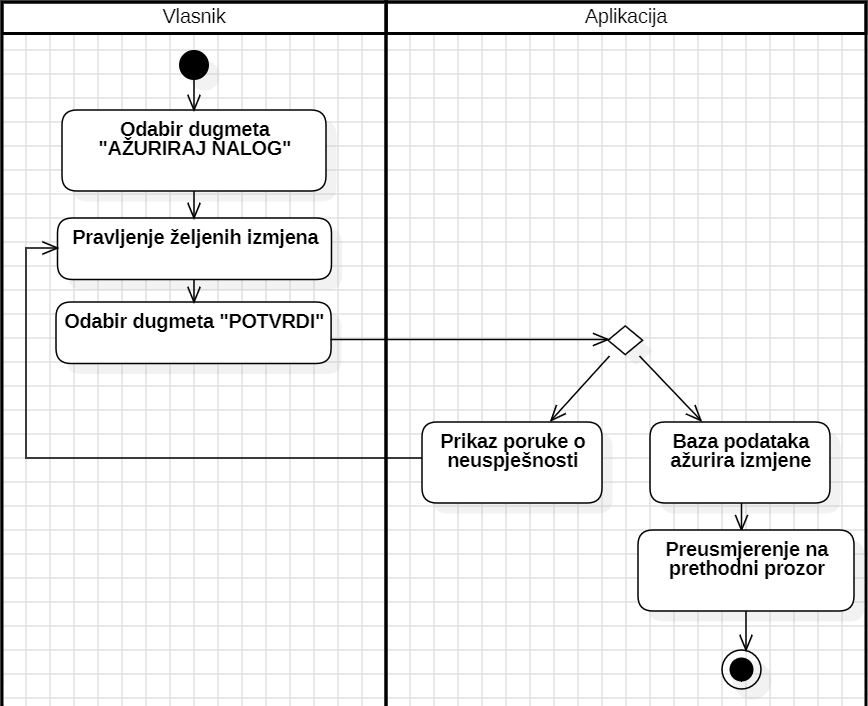 Vlasnik
Aplikacija
Odabir dugmeta
"AŽURIRAJ NALOG"
Pravljenje željenih izmjena
Odabir dugmeta "POTVRDI"
Prikaz poruke o
neuspješnosti
Baza podataka
ažurira izmjene
Preusmjerenje na
prethodni prozor